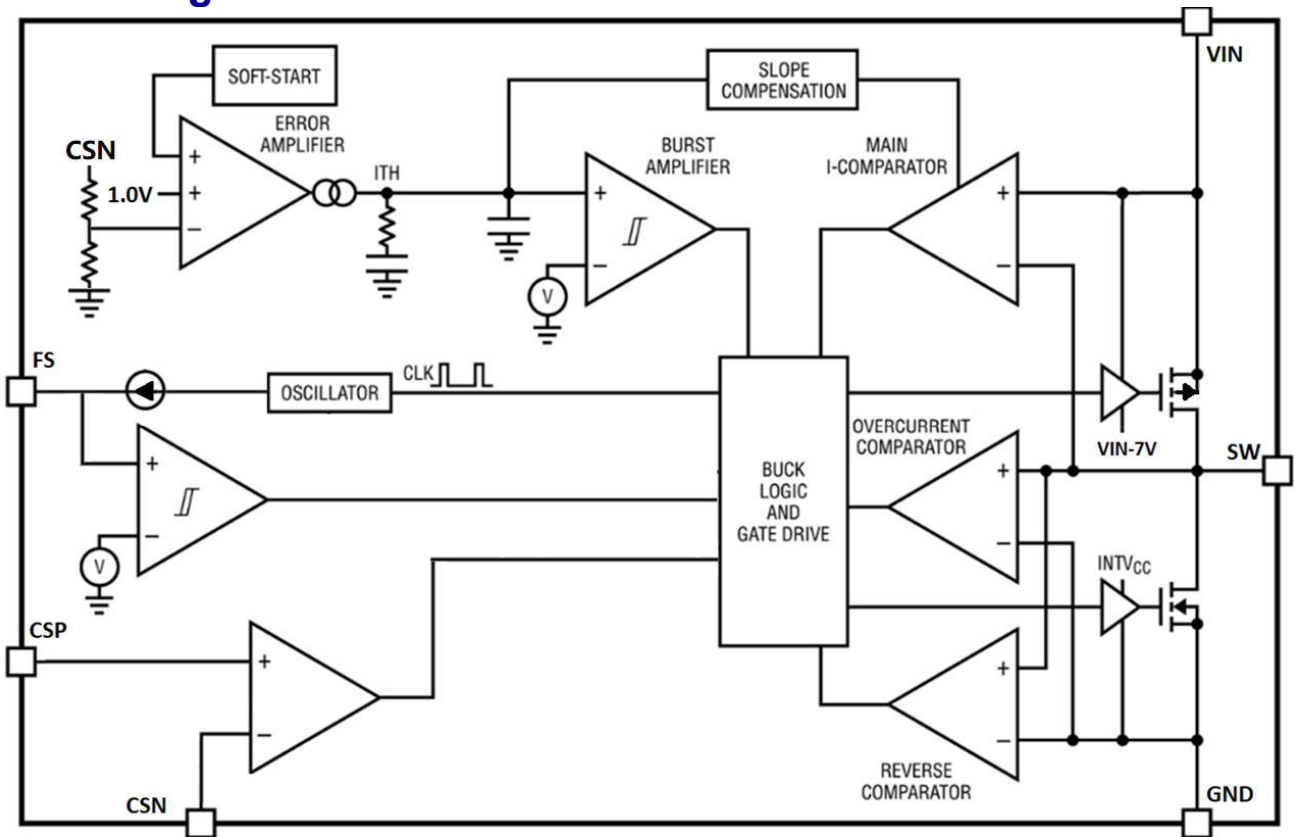 SOFT-START
SLOPE
COMPENSATION
VIN
ERROR
AMPLIFIER
CSN
1.0V
+
+
−
ITH
BURST
AMPLIFIER
+
−
V
MAIN
I-COMPARATOR
+
−
FS
OSCILLATOR
CLK
+
−
V
BUCK
LOGIC
AND
GATE DRIVE
OVERCURRENT
COMPARATOR
+
−
VIN-7V
SW
INTVCC
CSP
+
−
CSN
+
−
REVERSE
COMPARATOR
GND